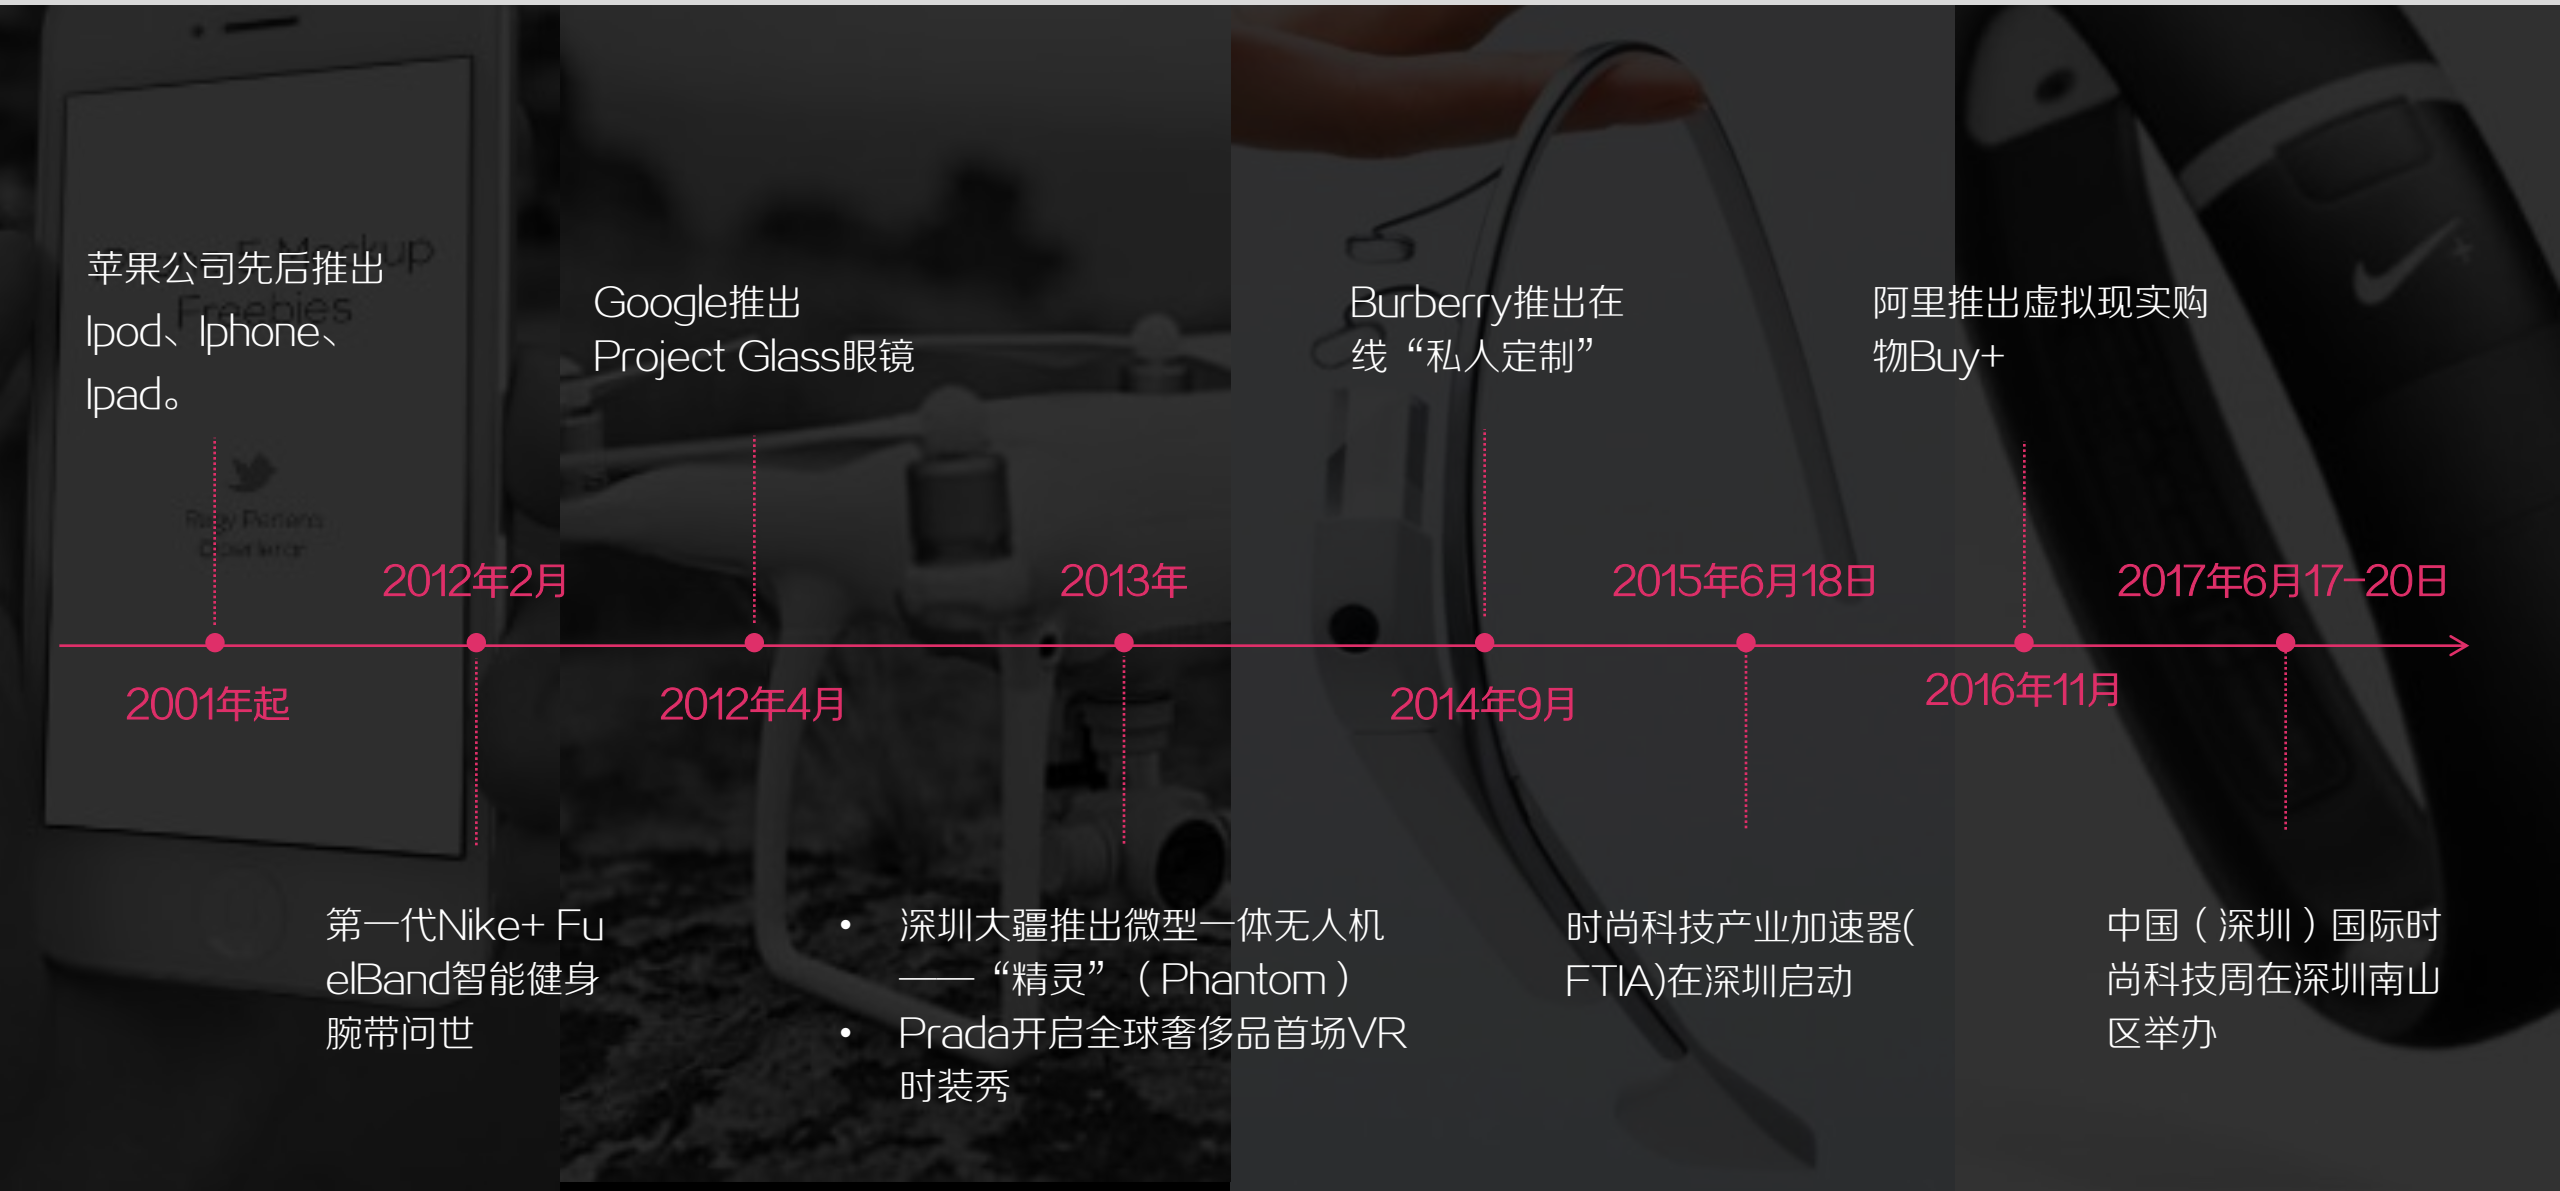 苹果公司先后推出
Ipod、Iphone、
Ipad。
2001年起
2012年2月
第一代Nike+ Fu
elBand智能健身
腕带问世
Google推出
Project Glass眼镜
2012年4月
2013年
• 深圳大疆推出微型一体无人机
——“精灵”（Phantom）
• Prada开启全球奢侈品首场VR
时装秀
Burberry推出在
线“私人定制”
2014年9月
2015年6月18日
时尚科技产业加速器(
FTIA)在深圳启动
阿里推出虚拟现实购
物Buy+
2016年11月
2017年6月17-20日
中国（深圳）国际时
尚科技周在深圳南山
区举办
Mockup
Freebies